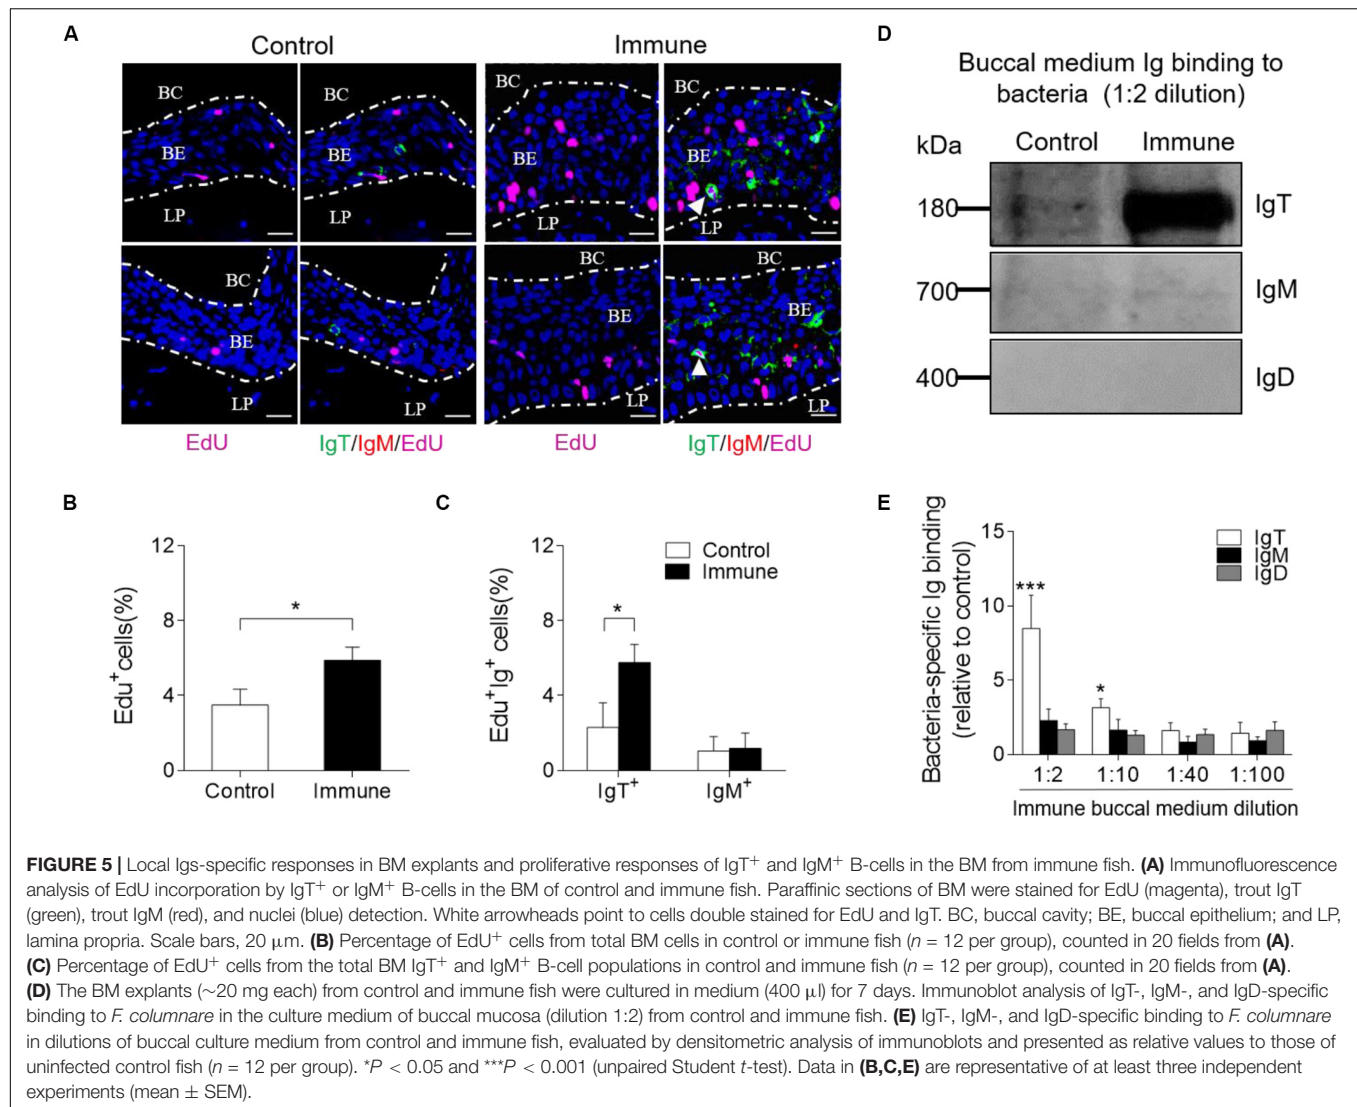 A
Control
Immune
BC
BE
LP
BC
BE
LP
BC
BE
LP
BC
BE
LP
BC
BE
LP
BC
BE
LP
BC
BE
LP
BC
BE
LP
EdU
IgT/IgM/EdU
EdU
IgT/IgM/EdU
D
Buccal medium Ig binding to
bacteria (1:2 dilution)
kDa
Control
Immune
180
IgT
700
IgM
400
IgD
B
Edu+cells(%)
12
8
4
0
*
Control
Immune
C
Edu+Ig+ cells(%)
12
8
4
0
Control
Immune
*
IgT+
IgM+
E
Bacteria-specific Ig binding
(relative to control)
15
10
5
0
IgT
IgM
IgD
***
*
1:2
1:10
1:40
1:100
Immune buccal medium dilution
FIGURE 5 | Local Igs-specific responses in BM explants and proliferative responses of IgT+ and IgM+ B-cells in the BM from immune fish. (A) Immunofluorescence
analysis of EdU incorporation by IgT+ or IgM+ B-cells in the BM of control and immune fish. Paraffinic sections of BM were stained for EdU (magenta), trout IgT
(green), trout IgM (red), and nuclei (blue) detection. White arrowheads point to cells double stained for EdU and IgT. BC, buccal cavity; BE, buccal epithelium; and LP,
lamina propria. Scale bars, 20 μm. (B) Percentage of EdU+ cells from total BM cells in control or immune fish (n = 12 per group), counted in 20 fields from (A).
(C) Percentage of EdU+ cells from the total BM IgT+ and IgM+ B-cell populations in control and immune fish (n = 12 per group), counted in 20 fields from (A).
(D) The BM explants (~20 mg each) from control and immune fish were cultured in medium (400 μl) for 7 days. Immunoblot analysis of IgT-, IgM-, and IgD-specific
binding to F. columnare in the culture medium of buccal mucosa (dilution 1:2) from control and immune fish. (E) IgT-, IgM-, and IgD-specific binding to F. columnare
in dilutions of buccal culture medium from control and immune fish, evaluated by densitometric analysis of immunoblots and presented as relative values to those of
uninfected control fish (n = 12 per group). *P < 0.05 and ***P < 0.001 (unpaired Student t-test). Data in (B,C,E) are representative of at least three independent
experiments (mean ± SEM).